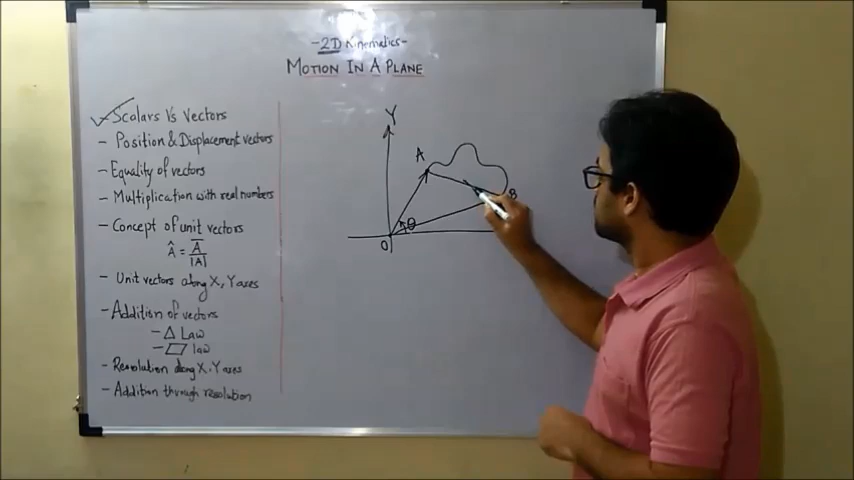 -2D Kinematics-
MOTION IN A PLANE
Scalars Vs Vectors
- Position & Displacement vectors
- Equality of vectors
- Multiplication with real numbers
- Concept of unit vectors
Â = A / |A|
- Unit vectors along X, Y axes
- Addition of vectors
- △ Law
- ▱ law
- Resolution along X, Y axes
- Addition through resolution
Y
A
B
θ
O